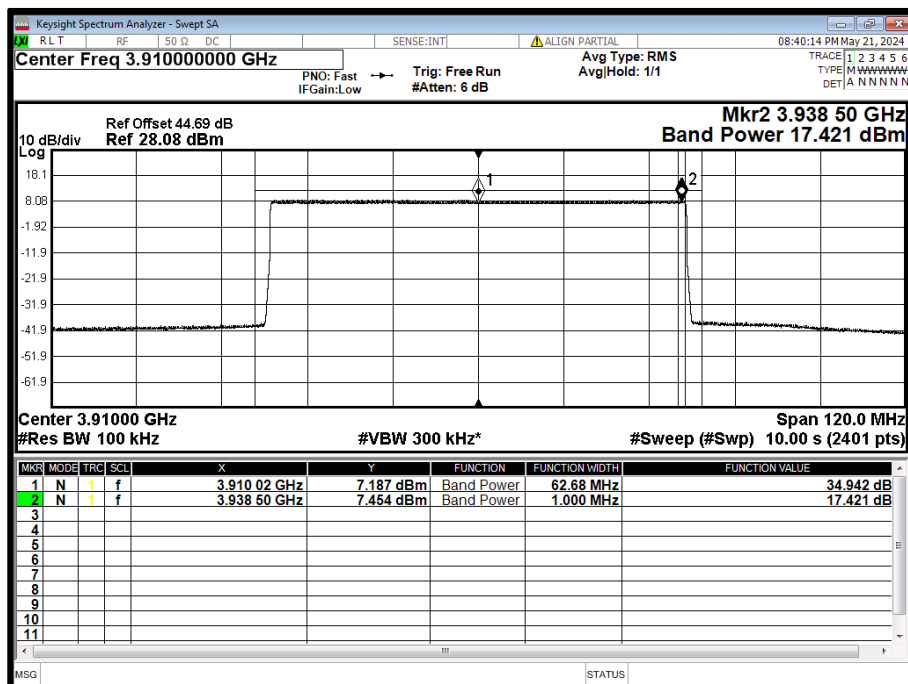 Keysight Spectrum Analyzer - Swept SA
LXI RLT RF 50 Ω DC SENSE:INT ALIGN PARTIAL 08:40:14 PM May 21, 2024
Center Freq 3.910000000 GHz
PNO: Fast
IFGain:Low
Trig: Free Run
#Atten: 6 dB
Avg Type: RMS
Avg|Hold: 1/1
TRACE 1 2 3 4 5 6
TYPE M W W W W W
DET A N N N N N
Mkr2 3.938 50 GHz
Band Power 17.421 dBm
Ref Offset 44.69 dB
10 dB/div Ref 28.08 dBm
Log
18.1
8.08
-1.92
-11.9
-21.9
-31.9
-41.9
-51.9
-61.9
1
2
Center 3.91000 GHz Span 120.0 MHz
#Res BW 100 kHz #VBW 300 kHz* #Sweep (#Swp) 10.00 s (2401 pts)
MKR MODE TRC SCL X Y FUNCTION FUNCTION WIDTH FUNCTION VALUE
1 N 1 f 3.910 02 GHz 7.187 dBm Band Power 62.68 MHz 34.942 dB
2 N 1 f 3.938 50 GHz 7.454 dBm Band Power 1.000 MHz 17.421 dB
3
4
5
6
7
8
9
10
11
MSG STATUS